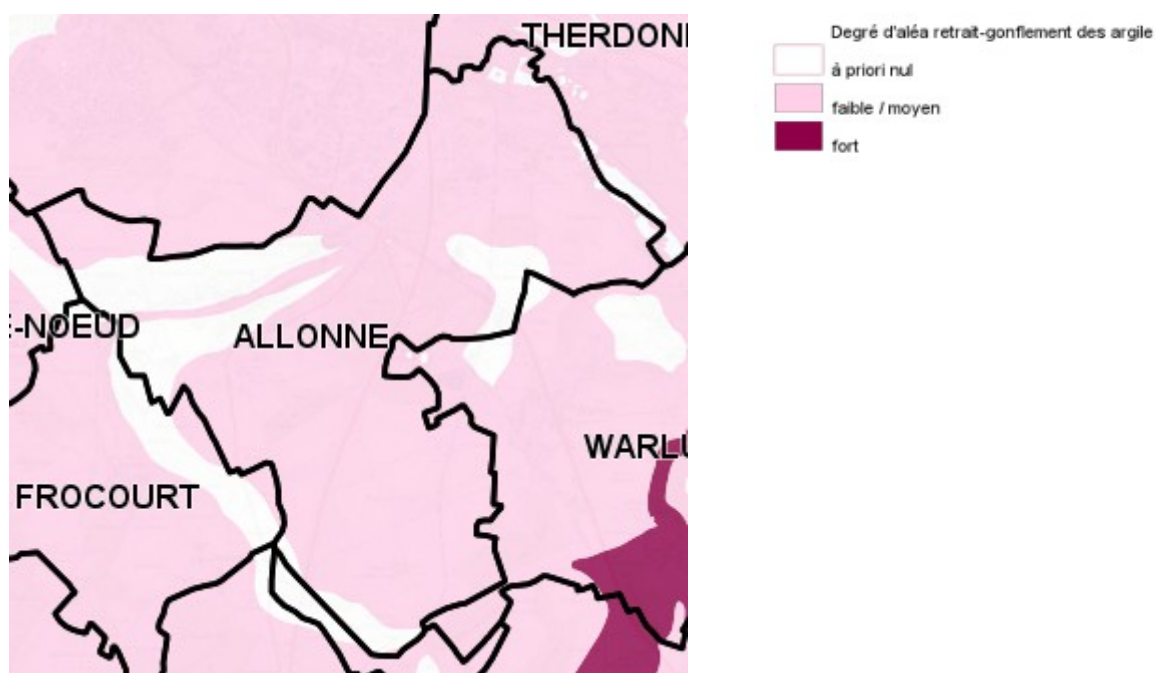 THERDONI
E-NOEUD
ALLONNE
WARLU
FROCOURT
Degré d'aléa retrait-gonflement des argile
à priori nul
faible / moyen
fort